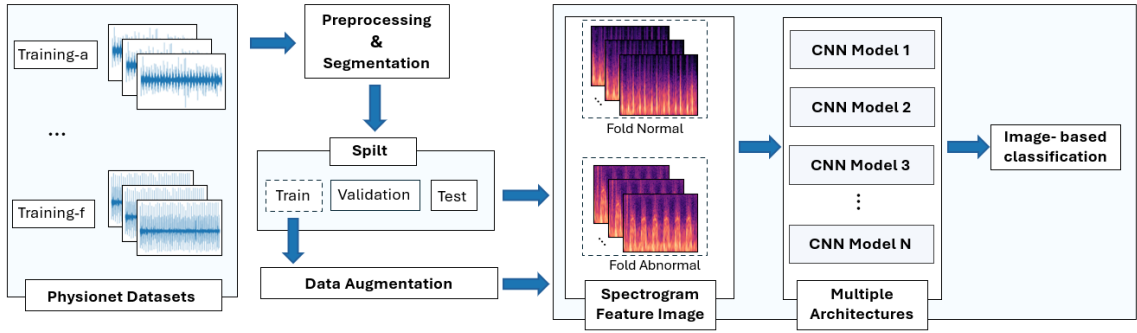 Training-a
...
Training-f
Physionet Datasets
Preprocessing
&
Segmentation
Spilt
Train
Validation
Test
Data Augmentation
Fold Normal
Fold Abnormal
Spectrogram
Feature Image
CNN Model 1
CNN Model 2
CNN Model 3
CNN Model N
Multiple
Architectures
Image- based
classification